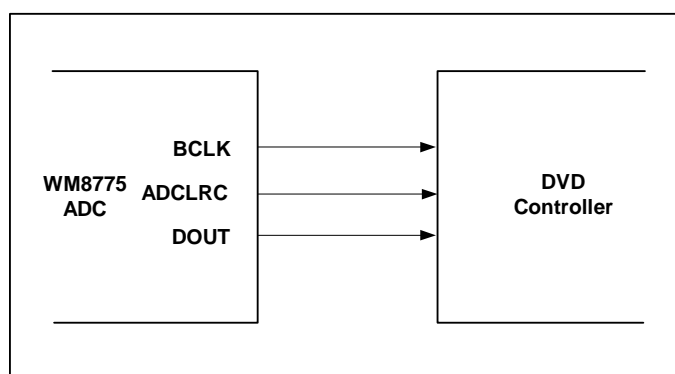 WM8775
ADC
BCLK
ADCLRC
DOUT
DVD
Controller